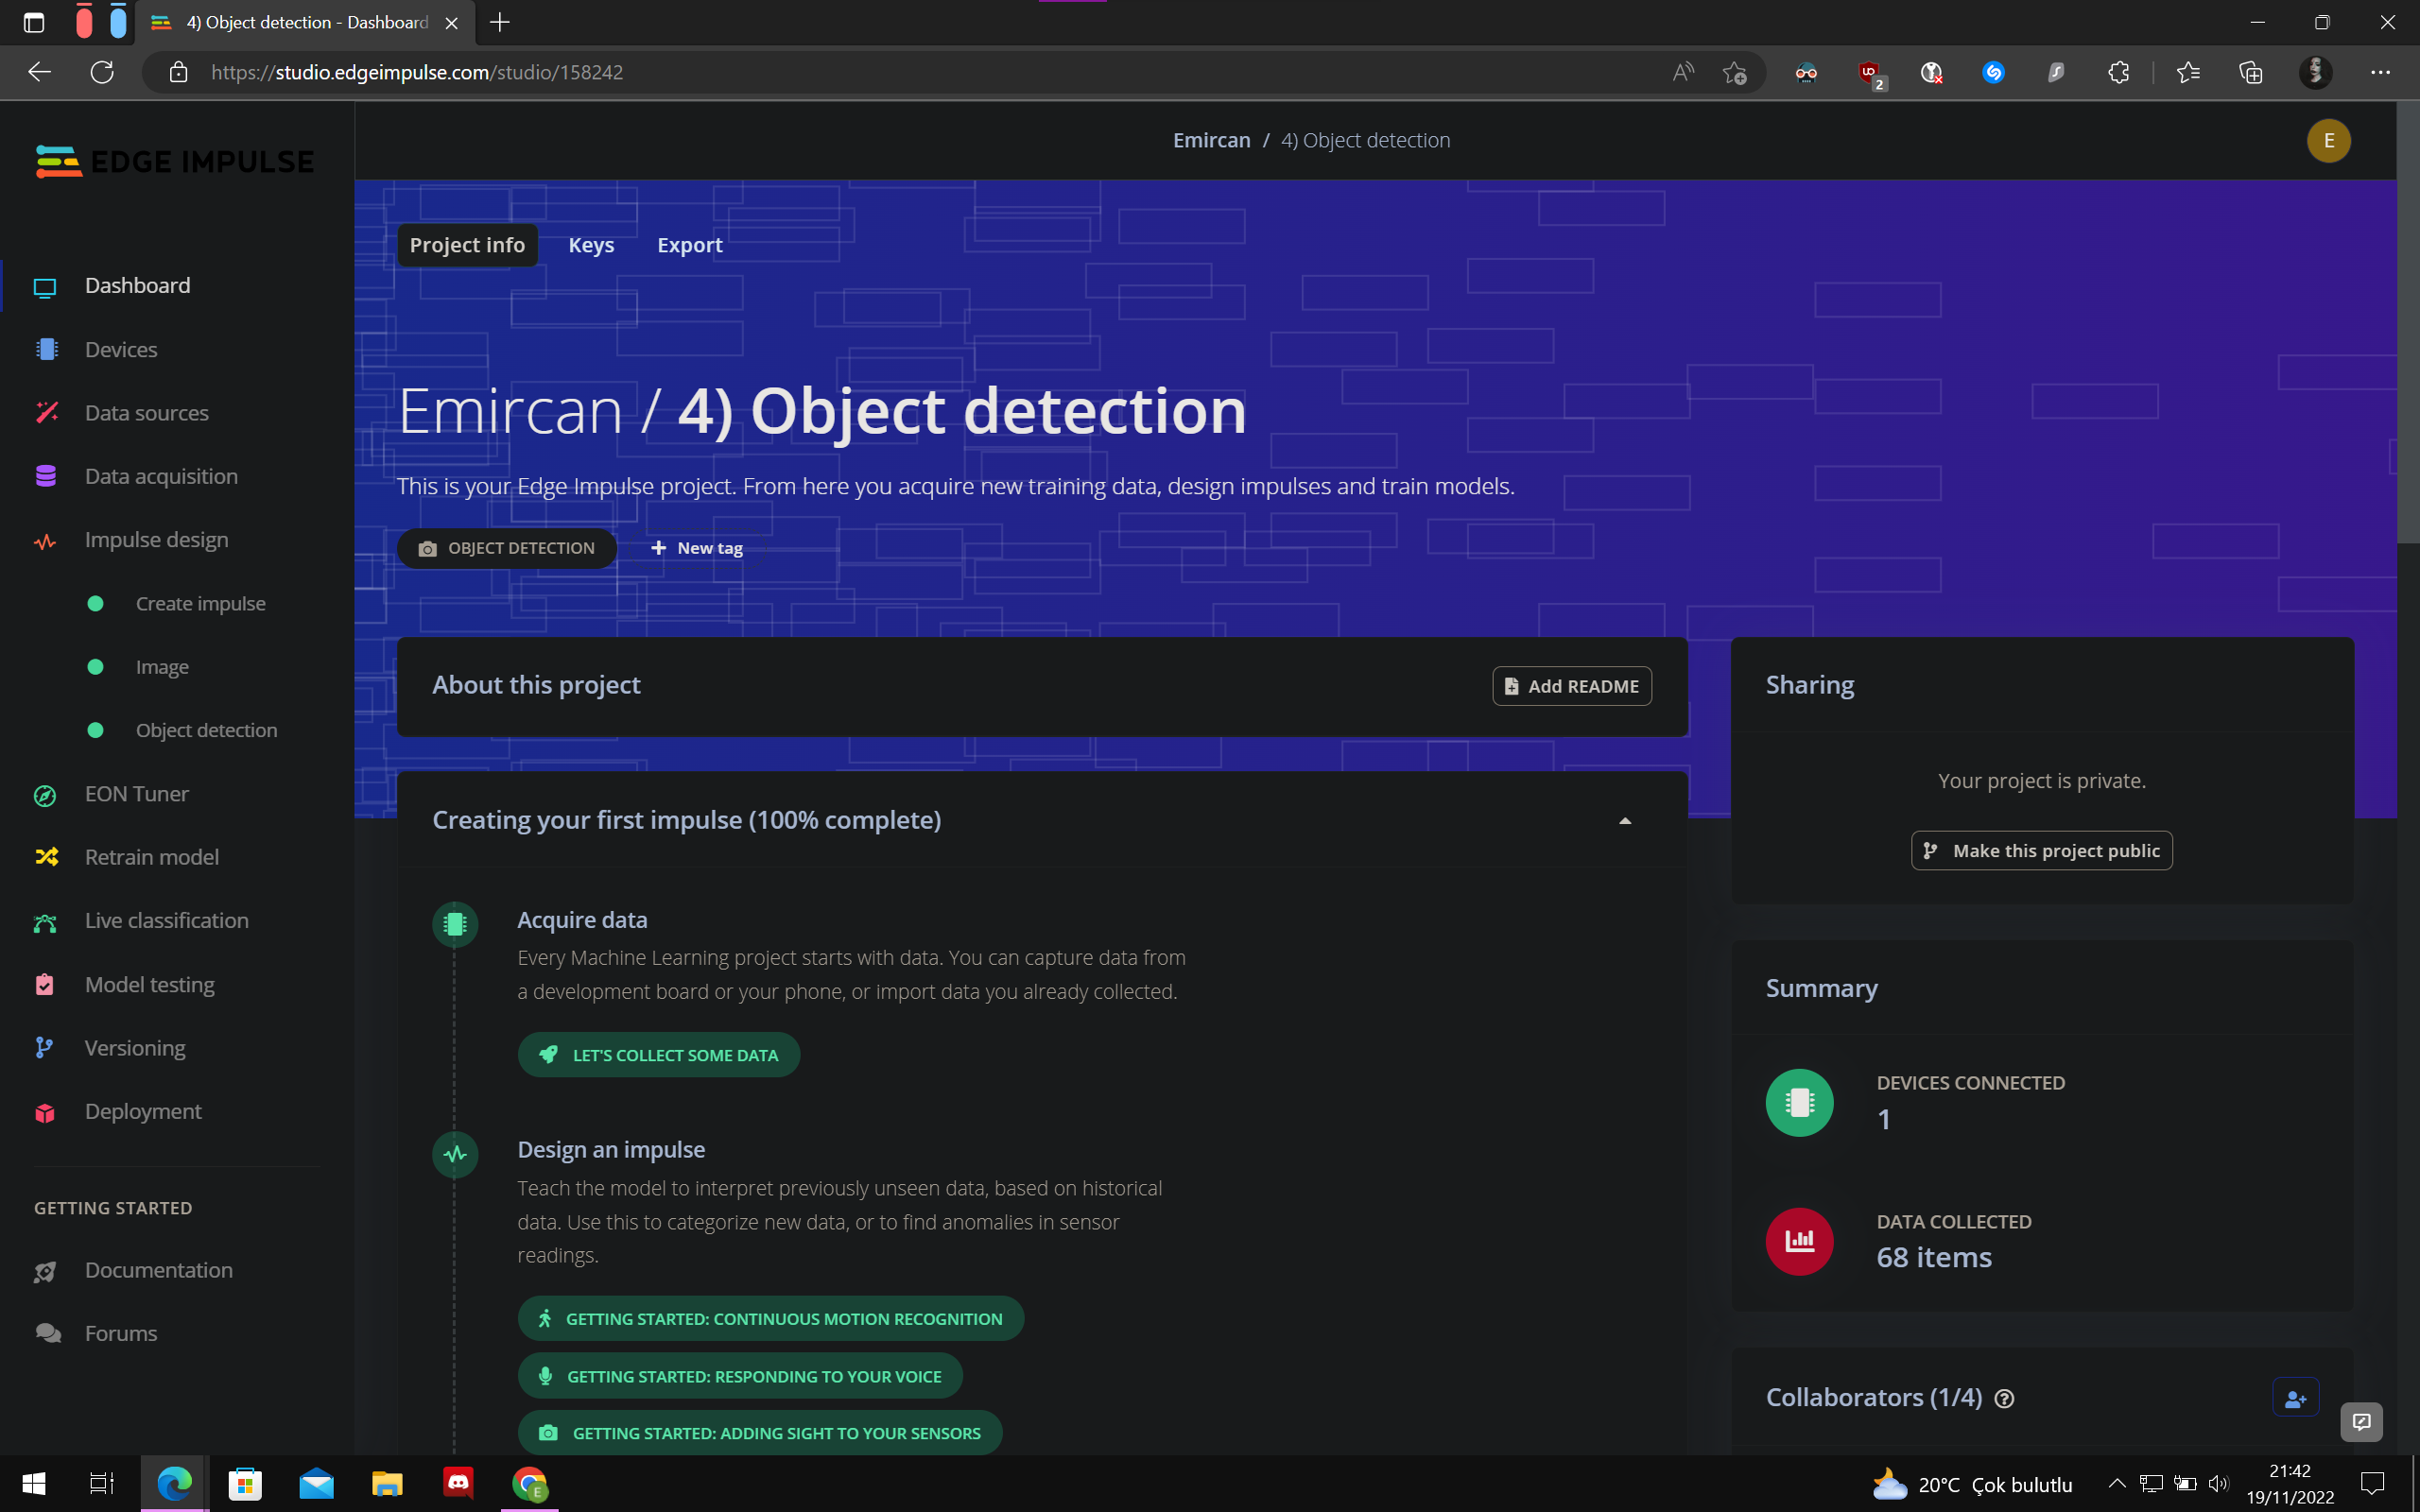 4) Object detection - Dashboard
https://studio.edgeimpulse.com/studio/158242
2
EDGE IMPULSE
Emircan / 4) Object detection
E
Dashboard
Devices
Data sources
Data acquisition
Impulse design
Create impulse
Image
Object detection
EON Tuner
Retrain model
Live classification
Model testing
Versioning
Deployment
GETTING STARTED
Documentation
Forums
Project info
Keys
Export
Emircan / 4) Object detection
This is your Edge Impulse project. From here you acquire new training data, design impulses and train models.
OBJECT DETECTION
+ New tag
About this project
Add README
Creating your first impulse (100% complete)
Acquire data
Every Machine Learning project starts with data. You can capture data from
a development board or your phone, or import data you already collected.
LET'S COLLECT SOME DATA
Design an impulse
Teach the model to interpret previously unseen data, based on historical
data. Use this to categorize new data, or to find anomalies in sensor
readings.
GETTING STARTED: CONTINUOUS MOTION RECOGNITION
GETTING STARTED: RESPONDING TO YOUR VOICE
GETTING STARTED: ADDING SIGHT TO YOUR SENSORS
Sharing
Your project is private.
Make this project public
Summary
DEVICES CONNECTED
1
DATA COLLECTED
68 items
Collaborators (1/4)
E
20°C Çok bulutlu
21:42
19/11/2022